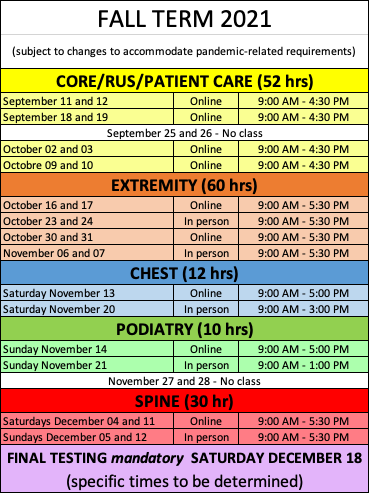 FALL TERM 2021
(subject to changes to accommodate pandemic-related requirements)
CORE/RUS/PATIENT CARE (52 hrs)
September 11 and 12 Online 9:00 AM - 4:30 PM
September 18 and 19 Online 9:00 AM - 4:30 PM
September 25 and 26 - No class
October 02 and 03 Online 9:00 AM - 4:30 PM
Octobre 09 and 10 Online 9:00 AM - 4:30 PM
EXTREMITY (60 hrs)
October 16 and 17 Online 9:00 AM - 5:30 PM
October 23 and 24 In person 9:00 AM - 5:30 PM
October 30 and 31 Online 9:00 AM - 5:30 PM
November 06 and 07 In person 9:00 AM - 5:30 PM
CHEST (12 hrs)
Saturday November 13 Online 9:00 AM - 5:00 PM
Saturday November 20 In person 9:00 AM - 3:00 PM
PODIATRY (10 hrs)
Sunday November 14 Online 9:00 AM - 5:00 PM
Sunday November 21 In person 9:00 AM - 1:00 PM
November 27 and 28 - No class
SPINE (30 hr)
Saturdays December 04 and 11 Online 9:00 AM - 5:30 PM
Sundays December 05 and 12 In person 9:00 AM - 5:30 PM
FINAL TESTING mandatory SATURDAY DECEMBER 18
(specific times to be determined)